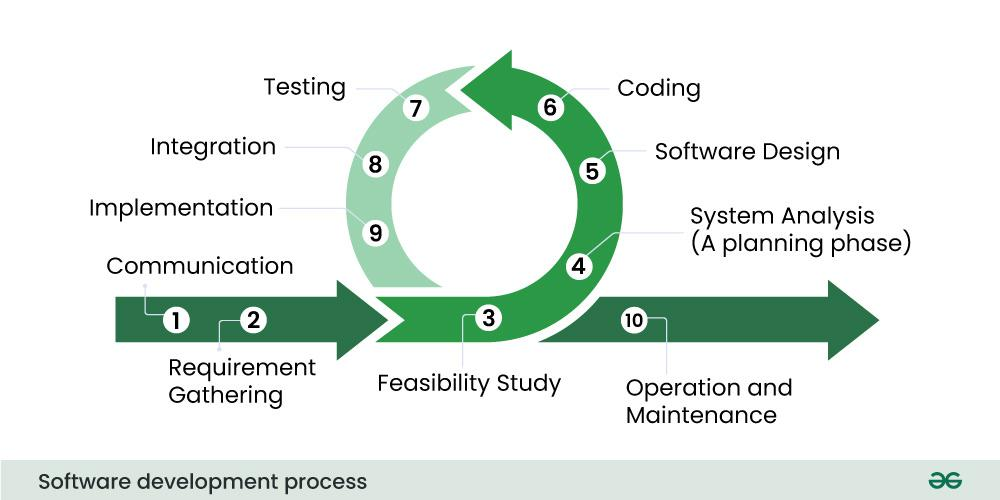 Testing
7
Coding
6
Integration
8
Software Design
5
Implementation
9
System Analysis
(A planning phase)
4
Communication
1
2
3
10
Requirement
Gathering
Feasibility Study
Operation and
Maintenance
Software development process